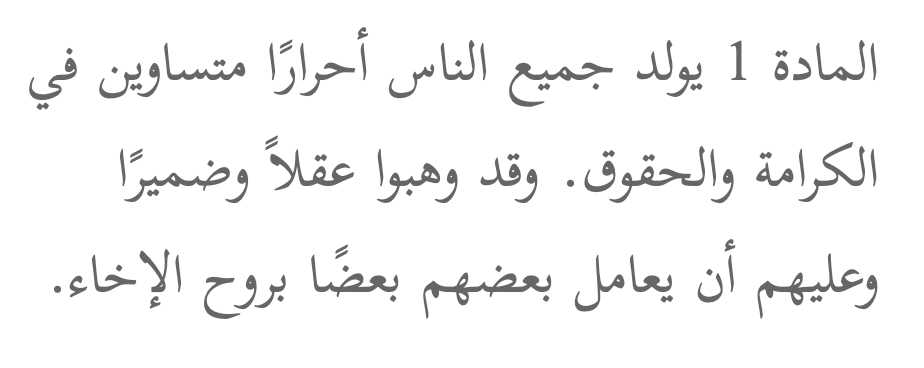 المادة 1 يولد جميع الناس أحرارًا متساوين في
الكرامة والحقوق. وقد وهبوا عقلاً وضميرًا
وعليهم أن يعامل بعضهم بعضًا بروح الإخاء.